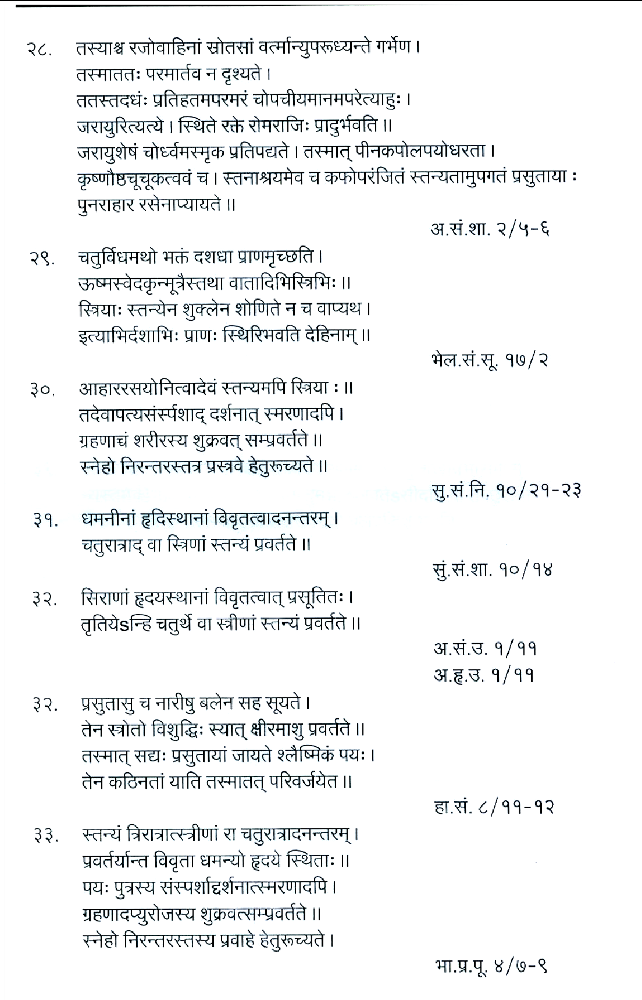 २८. तस्याश्च रजोवाहिनां स्रोतसां वर्त्मान्युपरूध्यन्ते गर्भेण ।
तस्माततः परमार्तव न दृश्यते ।
ततस्तदधंः प्रतिहतमपरमरं चोपचीयमानमपरेत्याहुः ।
जरायुरित्यत्ये । स्थिते रक्ते रोमराजिः प्रादुर्भवति ॥
जरायुशेषं चोर्ध्वमस्मृक प्रतिपद्यते । तस्मात् पीनकपोलपयोधरता ।
कृष्णौष्ठचूचूकत्ववं च । स्तनाश्रयमेव च कफोपरंजितं स्तन्यतामुपगतं प्रसुताया :
पुनराहार रसेनाप्यायते ॥
अ.सं.शा. २/५-६
२९. चतुर्विधमथो भक्तं दशधा प्राणमृच्छति ।
ऊष्मस्वेदकृन्मूत्रैस्तथा वातादिभिस्त्रिभिः ॥
स्त्रियाः स्तन्येन शुक्लेन शोणिते न च वाप्यथ ।
इत्याभिर्दशाभिः प्राणः स्थिरिभवति देहिनाम् ॥
भेल.सं.सू. १७/२
३०. आहाररसयोनित्वादेवं स्तन्यमपि स्त्रिया : ॥
तदेवापत्यसंर्स्पशाद् दर्शनात् स्मरणादपि ।
ग्रहणाचं शरीरस्य शुक्रवत् सम्प्रवर्तते ॥
स्नेहो निरन्तरस्तत्र प्रस्त्रवे हेतुरूच्यते ॥
सु.सं.नि. १०/२१-२३
३१. धमनीनां हृदिस्थानां विवृतत्वादनन्तरम् ।
चतुरात्राद् वा स्त्रिणां स्तन्यं प्रवर्तते ॥
सुं.सं.शा. १०/१४
३२. सिराणां हृदयस्थानां विवृतत्वात् प्रसूतितः ।
तृतियेsन्हि चतुर्थे वा स्त्रीणां स्तन्यं प्रवर्तते ॥
अ.सं.उ. १/११
अ.हृ.उ. १/११
३२. प्रसुतासु च नारीषु बलेन सह सूयते ।
तेन स्त्रोतो विशुद्धिः स्यात् क्षीरमाशु प्रवर्तते ॥
तस्मात् सद्यः प्रसुतायां जायते श्लैष्मिकं पयः ।
तेन कठिनतां याति तस्मातत् परिवर्जयेत ॥
हा.सं. ८/११-१२
३३. स्तन्यं त्रिरात्रात्स्त्रीणां रा चतुरात्रादनन्तरम् ।
प्रवर्तर्यान्त विवृता धमन्यो हृदये स्थिताः ॥
पयः पुत्रस्य संस्पर्शाद्दर्शनात्स्मरणादपि ।
ग्रहणादप्युरोजस्य शुक्रवत्सम्प्रवर्तते ॥
स्नेहो निरन्तरस्तस्य प्रवाहे हेतुरूच्यते ।
भा.प्र.पू. ४/७-९